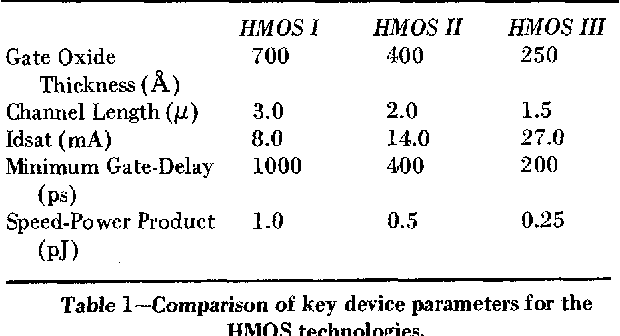 HMOS I HMOS II HMOS III
Gate Oxide 700 400 250
Thickness (Å)
Channel Length (μ) 3.0 2.0 1.5
Idsat (mA) 8.0 14.0 27.0
Minimum Gate-Delay 1000 400 200
(ps)
Speed-Power Product 1.0 0.5 0.25
(pJ)
Table 1—Comparison of key device parameters for the
HMOS technologies.